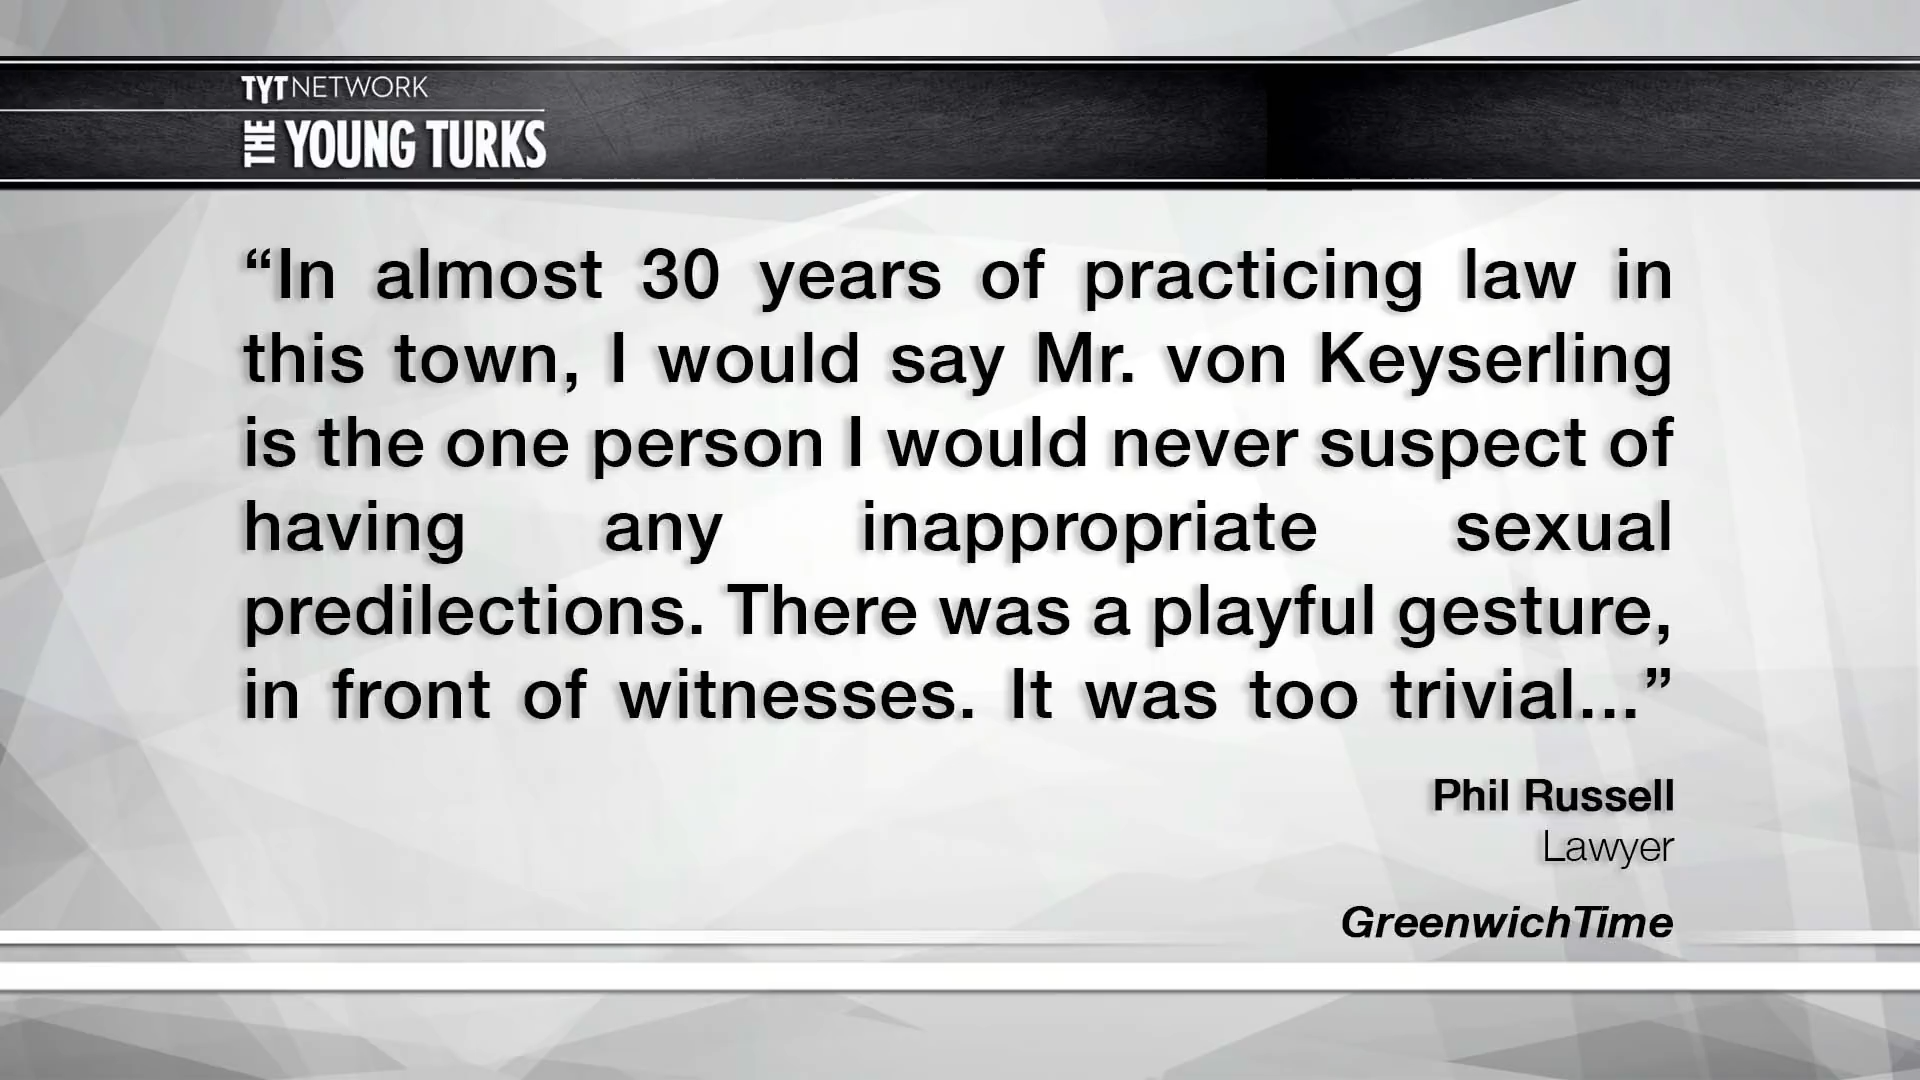 TYT NETWORK
THE YOUNG TURKS
“In almost 30 years of practicing law in
this town, I would say Mr. von Keyserling
is the one person I would never suspect of
having any inappropriate sexual
predilections. There was a playful gesture,
in front of witnesses. It was too trivial...”
Phil Russell
Lawyer
GreenwichTime